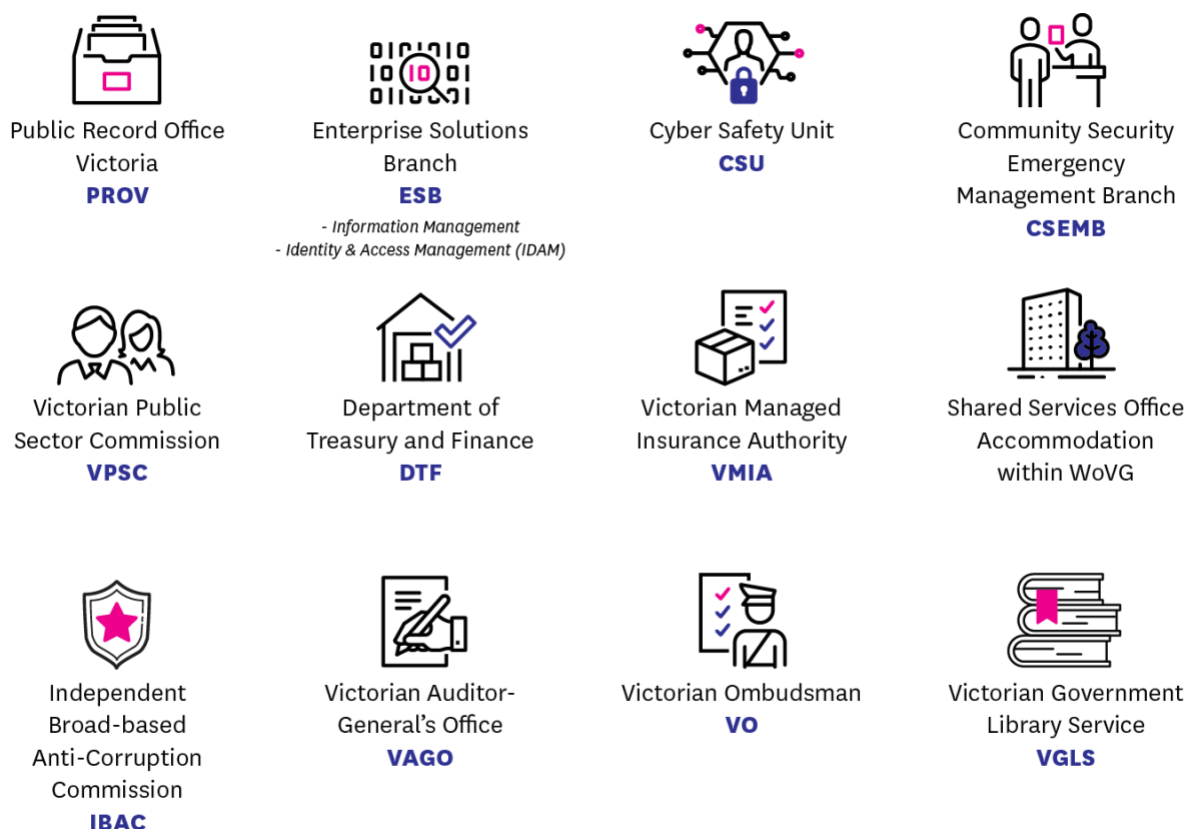 Public Record Office
Victoria
PROV
Enterprise Solutions
Branch
ESB
- Information Management
- Identity & Access Management (IDAM)
Cyber Safety Unit
CSU
Community Security
Emergency
Management Branch
CSEMB
Victorian Public
Sector Commission
VPSC
Department of
Treasury and Finance
DTF
Victorian Managed
Insurance Authority
VMIA
Shared Services Office
Accommodation
within WoVG
Independent
Broad-based
Anti-Corruption
Commission
IBAC
Victorian Auditor-
General’s Office
VAGO
Victorian Ombudsman
VO
Victorian Government
Library Service
VGLS